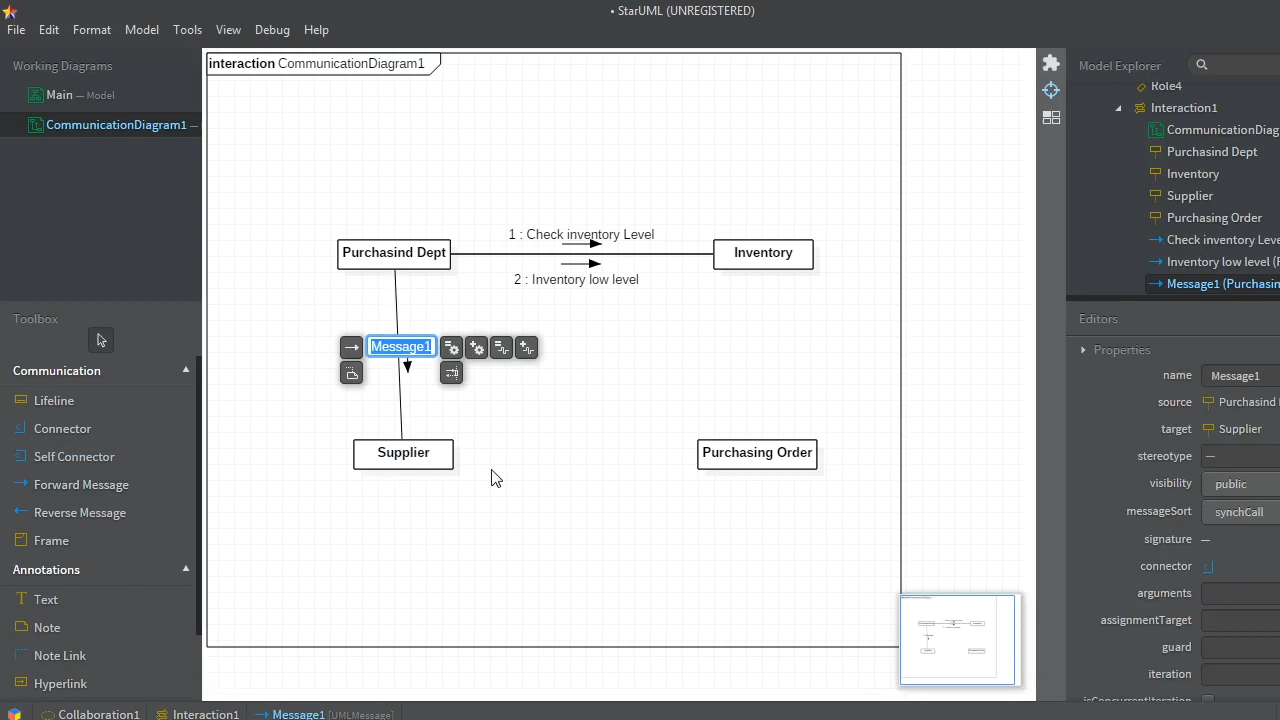 • StarUML (UNREGISTERED)
File Edit Format Model Tools View Debug Help
Working Diagrams
Main — Model
CommunicationDiagram1 —
Toolbox
Communication
Lifeline
Connector
Self Connector
Forward Message
Reverse Message
Frame
Annotations
Text
Note
Note Link
Hyperlink
interaction CommunicationDiagram1
1 : Check inventory Level
Purchasind Dept
Inventory
2 : Inventory low level
Message1
Supplier
Purchasing Order
Model Explorer
Role4
Interaction1
CommunicationDiag
Purchasind Dept
Inventory
Supplier
Purchasing Order
Check inventory Leve
Inventory low level (P
Message1 (Purchasin
Editors
Properties
name Message1
source Purchasind
target Supplier
stereotype —
visibility public
messageSort synchCall
signature —
connector
arguments
assignmentTarget
guard
iteration
isConcurrentIteration
Collaboration1 Interaction1 Message1 [UMLMessage]